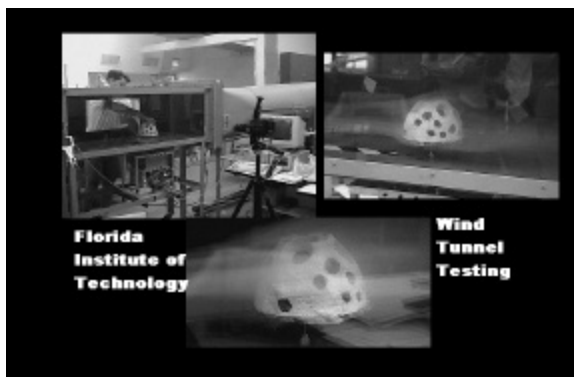 Florida
Institute of
Technology
Wind
Tunnel
Testing